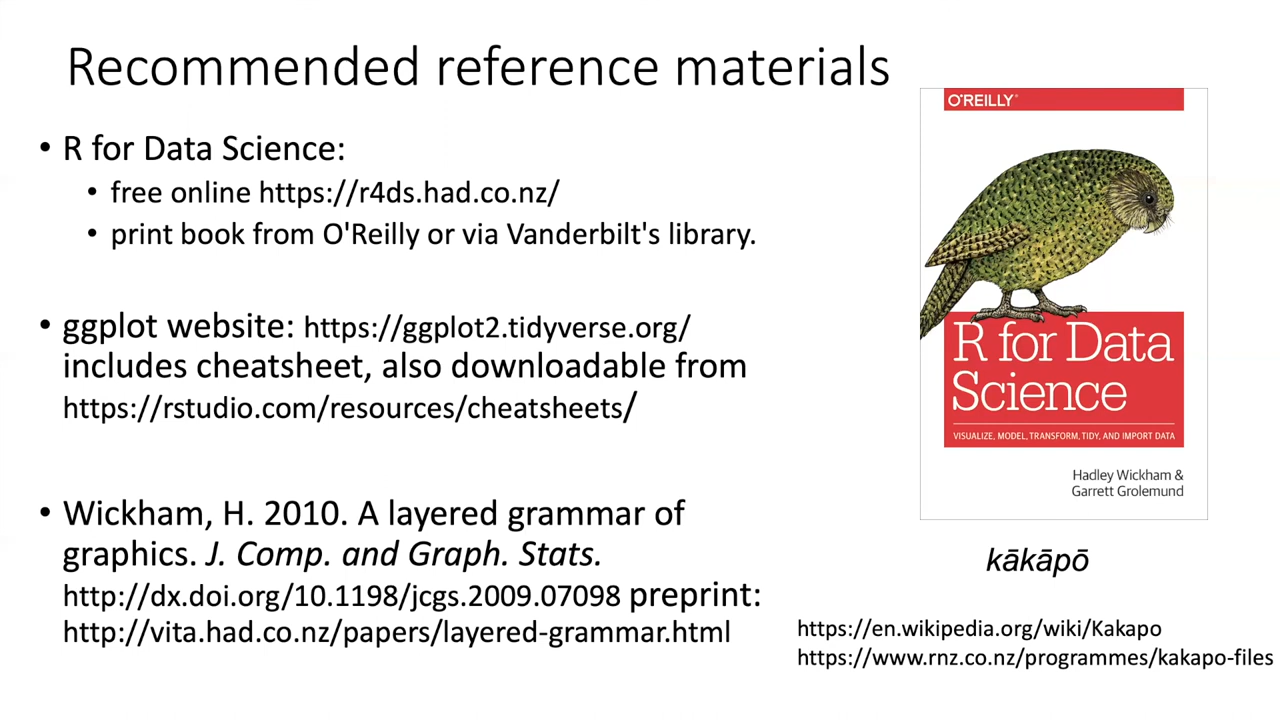 Recommended reference materials
• R for Data Science:
• free online https://r4ds.had.co.nz/
• print book from O'Reilly or via Vanderbilt's library.
• ggplot website: https://ggplot2.tidyverse.org/
includes cheatsheet, also downloadable from
https://rstudio.com/resources/cheatsheets/
• Wickham, H. 2010. A layered grammar of
graphics. J. Comp. and Graph. Stats.
http://dx.doi.org/10.1198/jcgs.2009.07098 preprint:
http://vita.had.co.nz/papers/layered-grammar.html
O'REILLY®
R for Data
Science
VISUALIZE, MODEL, TRANSFORM, TIDY, AND IMPORT DATA
Hadley Wickham &
Garrett Grolemund
kākāpō
https://en.wikipedia.org/wiki/Kakapo
https://www.rnz.co.nz/programmes/kakapo-files